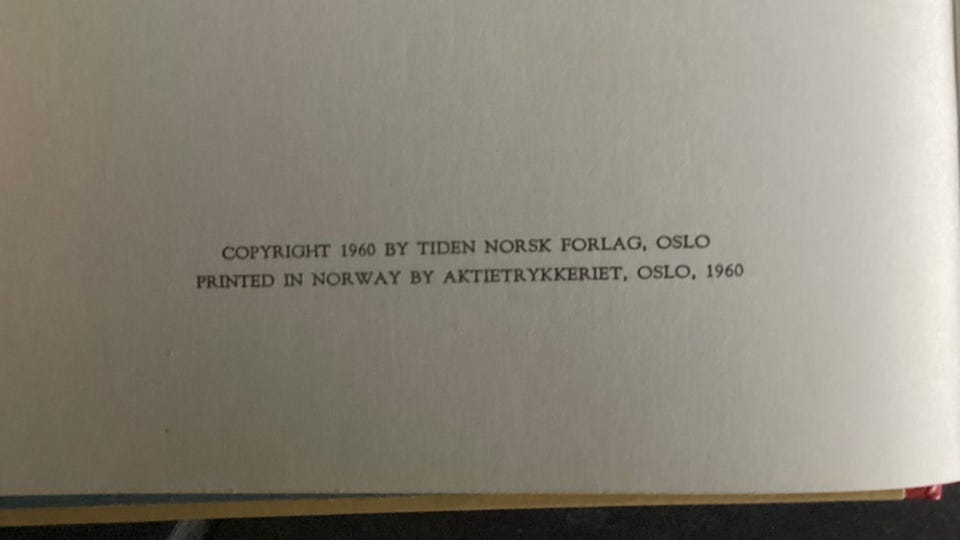 COPYRIGHT 1960 BY TIDEN NORSK FORLAG, OSLO
PRINTED IN NORWAY BY AKTIETRYKKERIET, OSLO, 1960